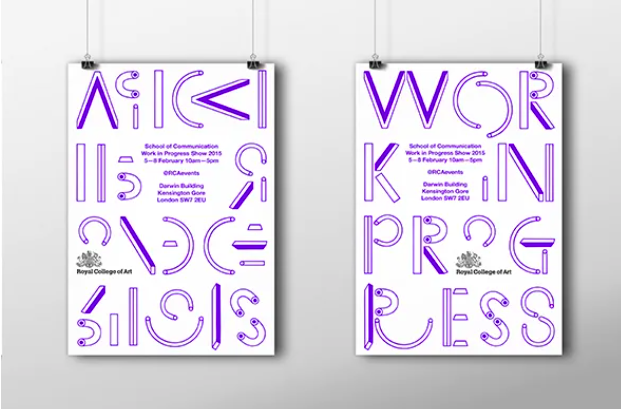 School of Communication
Work in Progress Show 2015
5—8 February 10am—5pm
@RCAevents
Darwin Building
Kensington Gore
London SW7 2EU
Royal College of Art
WOR
K IN
School of Communication
Work in Progress Show 2015
5—8 February 10am—5pm
@RCAevents
Darwin Building
Kensington Gore
London SW7 2EU
PROG
Royal College of Art
RESS